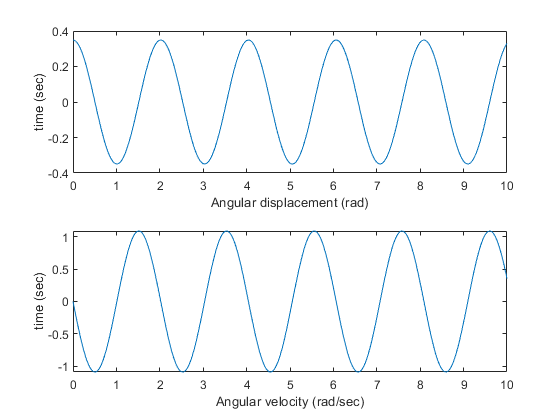 0.4
0.2
0
-0.2
-0.4
time (sec)
0 1 2 3 4 5 6 7 8 9 10
Angular displacement (rad)
1
0.5
0
-0.5
-1
time (sec)
0 1 2 3 4 5 6 7 8 9 10
Angular velocity (rad/sec)